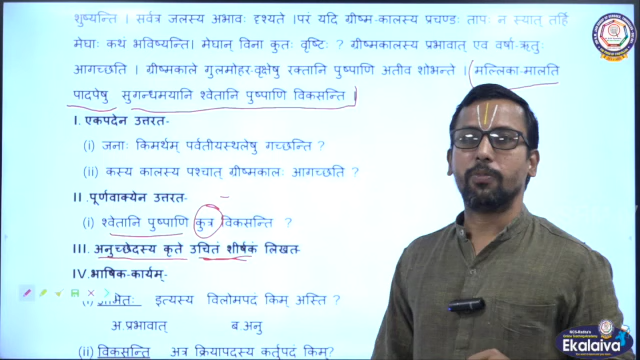 शुष्यन्ति । सर्वत्र जलस्य अभावः दृश्यते ।परं यदि ग्रीष्म-कालस्य प्रचण्डः तापः न स्यात् तर्हि
मेघाः कथं भविष्यन्ति। मेघान् विना कुतः वृष्टिः ? ग्रीष्मकालस्य प्रभावात् एव वर्षा-ऋतुः
आगच्छति । ग्रीष्मकाले गुलमोहर-वृक्षेषु रक्तानि पुष्पाणि अतीव शोभन्ते । मल्लिका-मालति
पादपेषु सुगन्धमयानि श्वेतानि पुष्पाणि विकसन्ति ।
I. एकपदेन उत्तरत-
(i) जनाः किमर्थम् पर्वतीयस्थलेषु गच्छन्ति ?
(ii) कस्य कालस्य पश्चात् ग्रीष्मकालः आगच्छति ?
II .पूर्णवाक्येन उत्तरत-
(i) श्वेतानि पुष्पाणि कुत्र विकसन्ति ?
III. अनुच्छेदस्य कृते उचितं शीर्षकं लिखत-
IV.भाषिक-कार्यम्-
(i) इत्यस्य विलोमपदं किम् अस्ति ?
अ.प्रभावात् ब अनु
(ii) विकसन्ति अत्र क्रियापदस्य कर्तृपदं किम्?
Ekalaiva